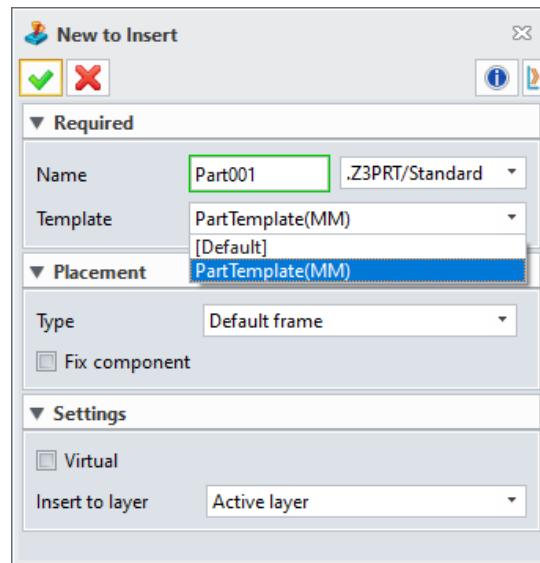 New to Insert
Required
Name Part001 .Z3PRT/Standard
Template PartTemplate(MM)
[Default]
PartTemplate(MM)
Placement
Type Default frame
Fix component
Settings
Virtual
Insert to layer Active layer